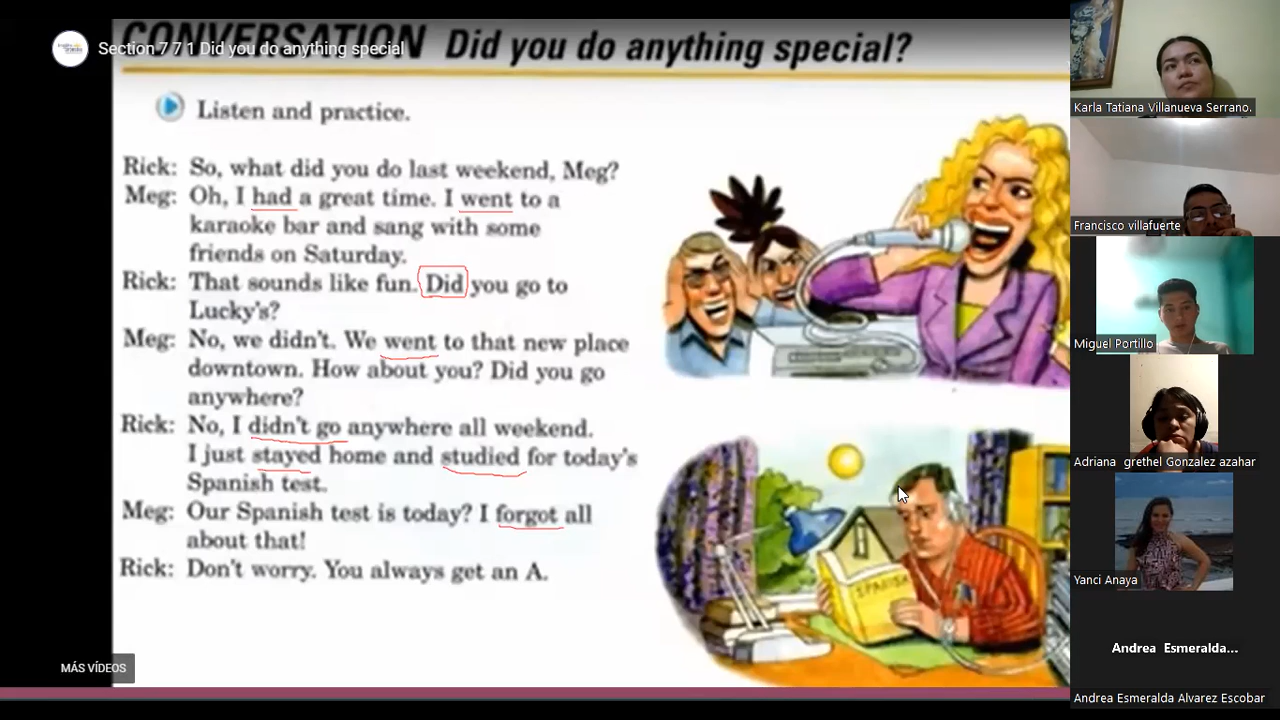 CONVERSATION Did you do anything special?
Section 7 7 1 Did you do anything special
Listen and practice.
Rick: So, what did you do last weekend, Meg?
Meg: Oh, I had a great time. I went to a
karaoke bar and sang with some
friends on Saturday.
Rick: That sounds like fun. Did you go to
Lucky's?
Meg: No, we didn't. We went to that new place
downtown. How about you? Did you go
anywhere?
Rick: No, I didn't go anywhere all weekend.
I just stayed home and studied for today's
Spanish test.
Meg: Our Spanish test is today? I forgot all
about that!
Rick: Don't worry. You always get an A.
SPANISH
MÁS VÍDEOS
Karla Tatiana Villanueva Serrano.
Francisco villafuerte
Miguel Portillo
Adriana grethel Gonzalez azahar
Yanci Anaya
Andrea Esmeralda...
Andrea Esmeralda Alvarez Escobar